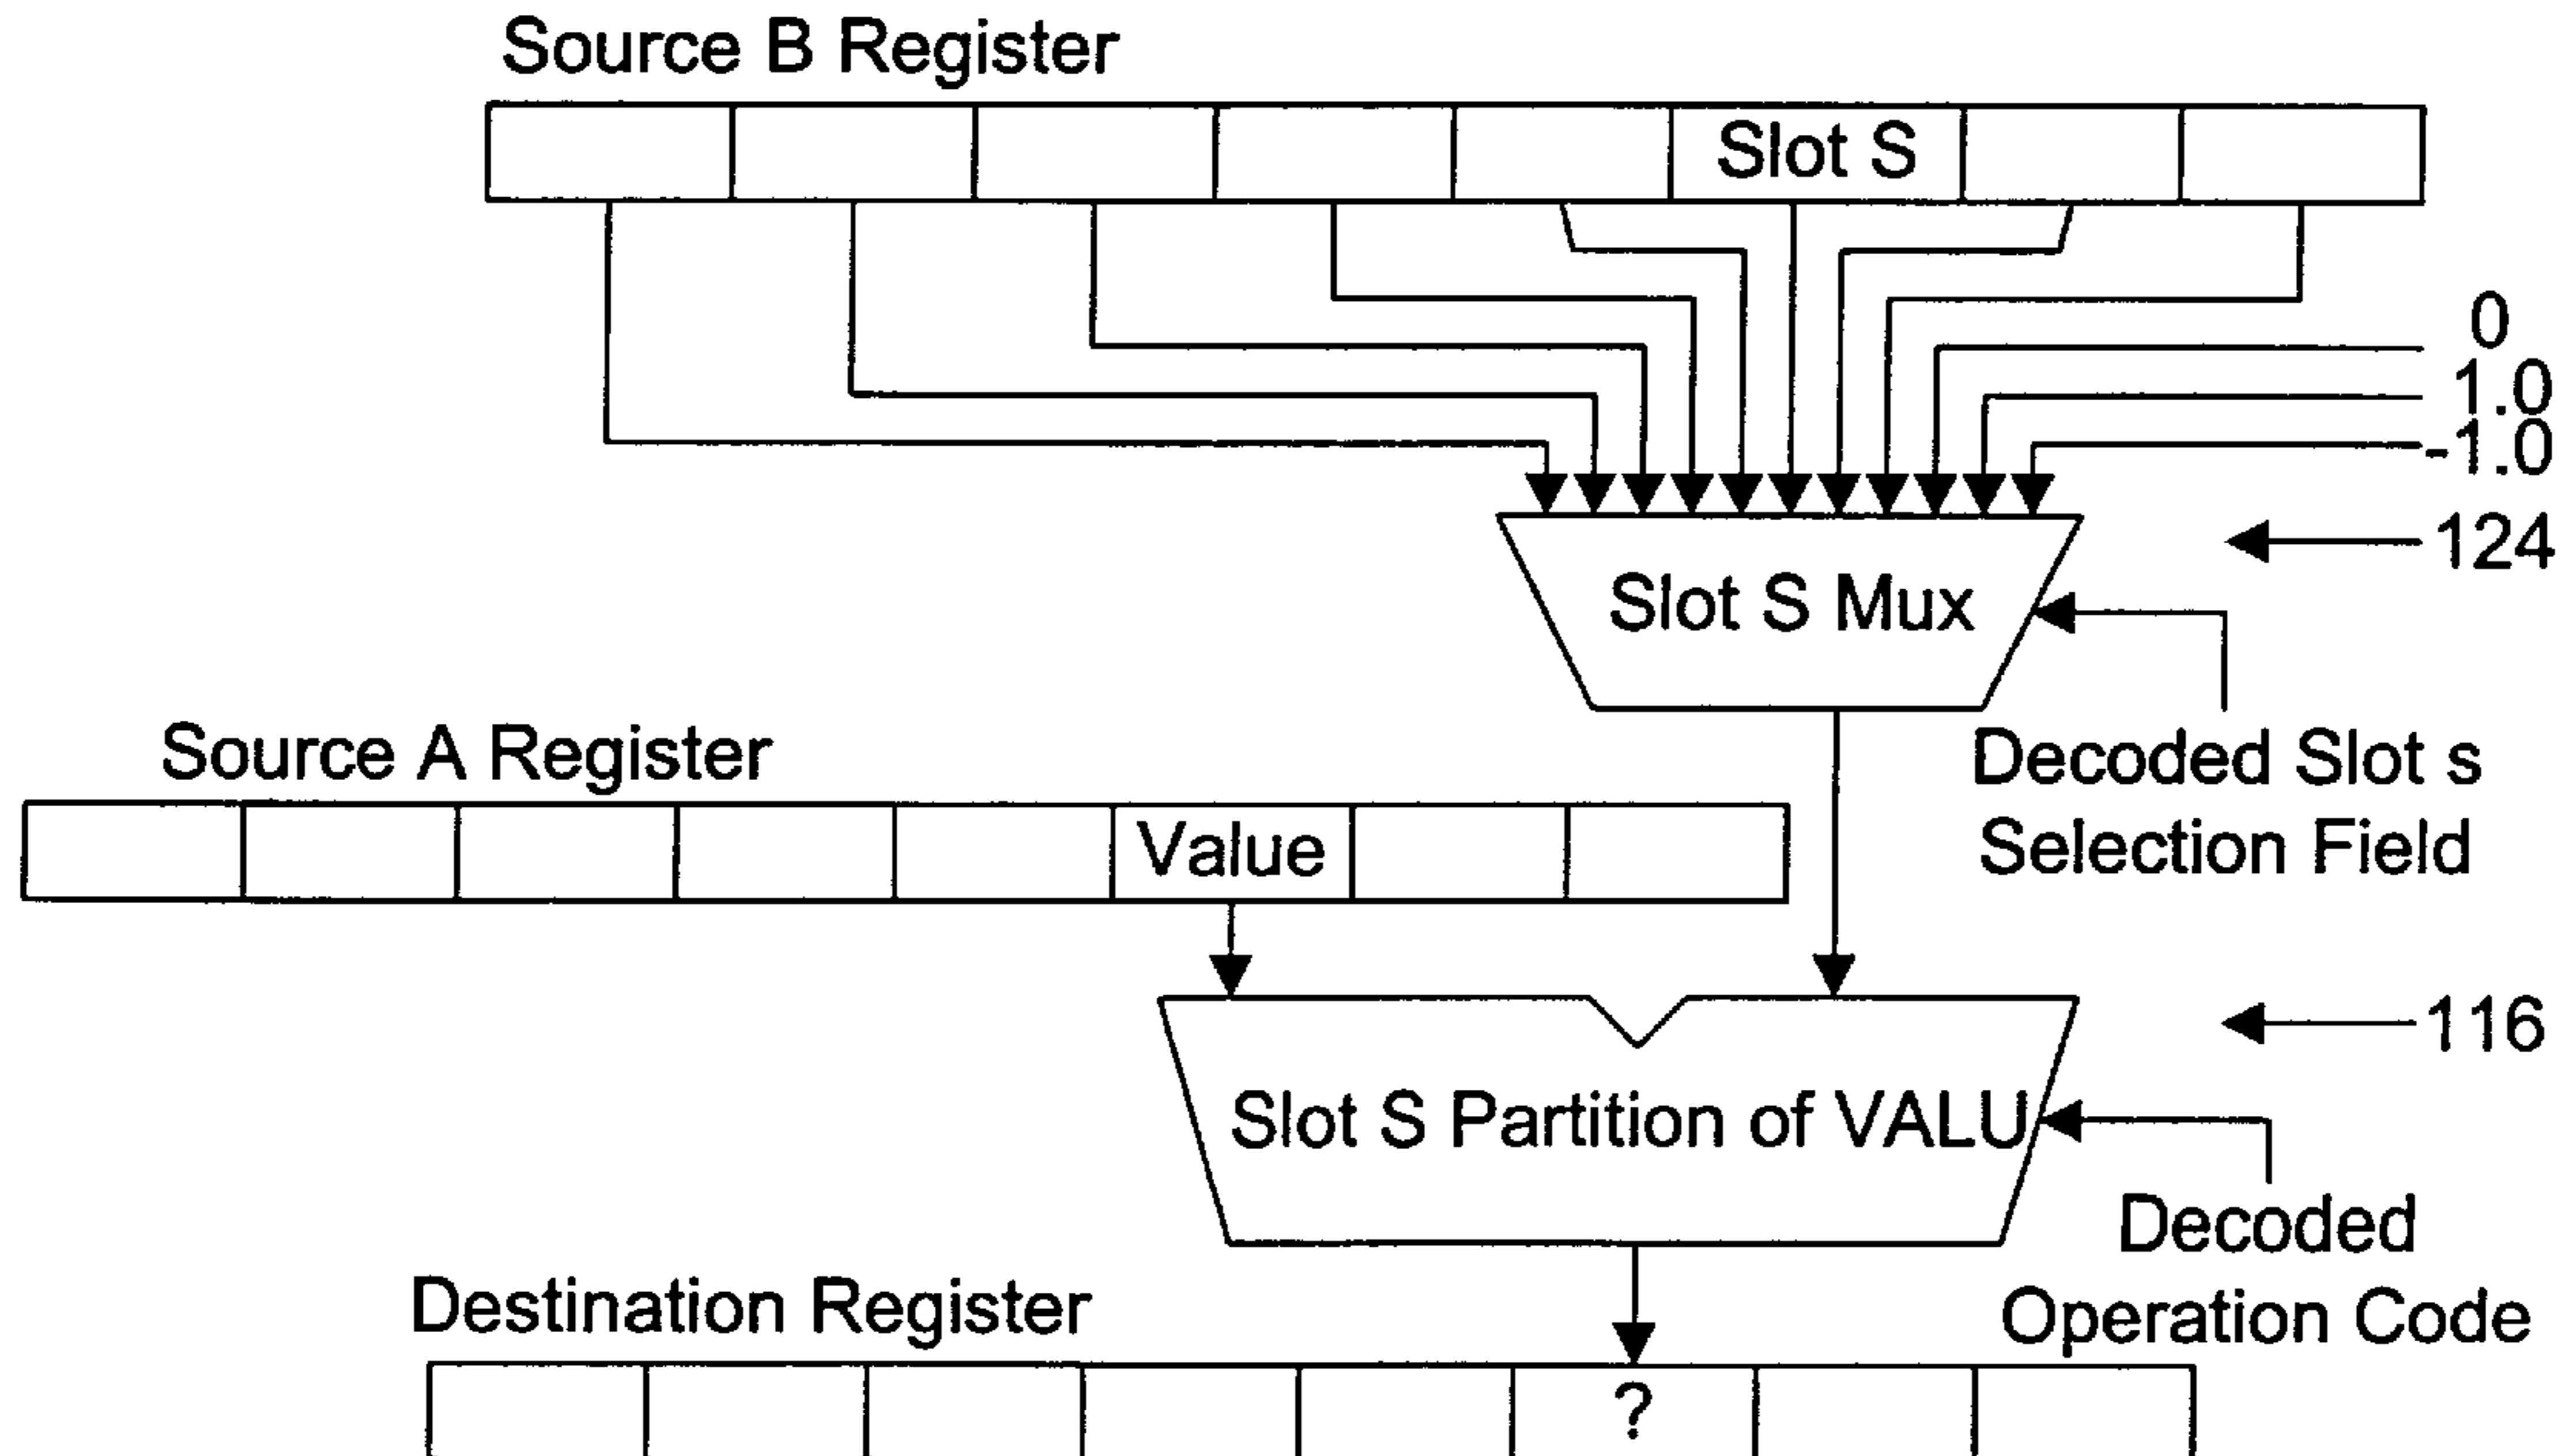 Source B Register
Slot S
0
1.0
-1.0
124
Slot S Mux
Source A Register
Decoded Slot s
Selection Field
Value
116
Slot S Partition of VALU
Decoded
Operation Code
Destination Register
?